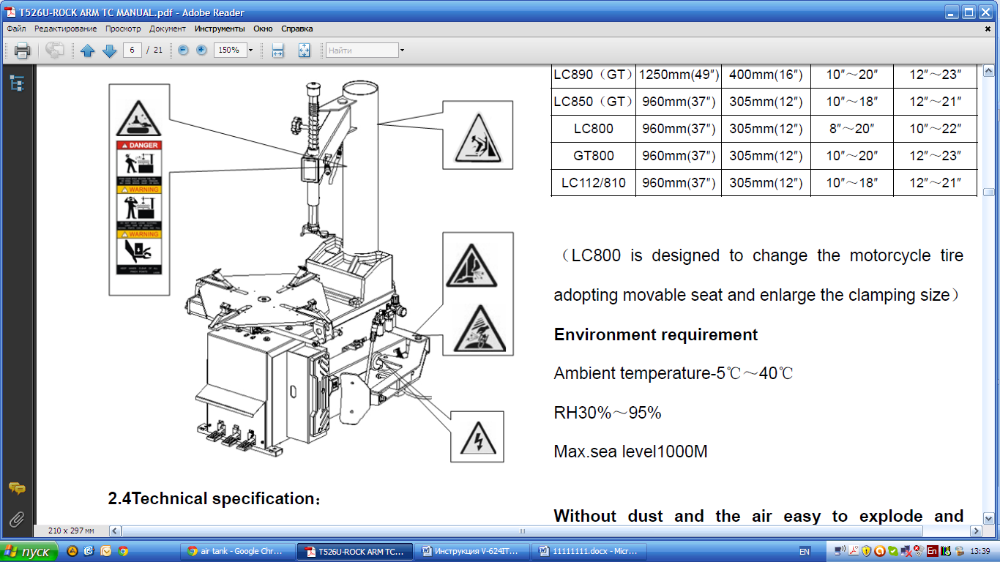 T526U-ROCK ARM TC MANUAL.pdf - Adobe Reader
Файл Редактирование Просмотр Документ Инструменты Окно Справка
6 / 21 150% Найти
LC890（GT） 1250mm(49″) 400mm(16″) 10″～20″ 12″～23″
LC850（GT） 960mm(37″) 305mm(12″) 10″～18″ 12″～21″
LC800 960mm(37″) 305mm(12″) 8″～20″ 10″～22″
GT800 960mm(37″) 305mm(12″) 10″～20″ 12″～23″
LC112/810 960mm(37″) 305mm(12″) 10″～18″ 12″～21″
DANGER
WARNING
WARNING
2.4Technical specification：
（LC800 is designed to change the motorcycle tire
adopting movable seat and enlarge the clamping size）
Environment requirement
Ambient temperature-5℃～40℃
RH30%～95%
Max.sea level1000M
Without dust and the air easy to explode and
210 x 297 мм
пуск air tank - Google Chr... T526U-ROCK ARM TC... Инструкция V-624IT... 11111111.docx - Micr... EN En 13:39